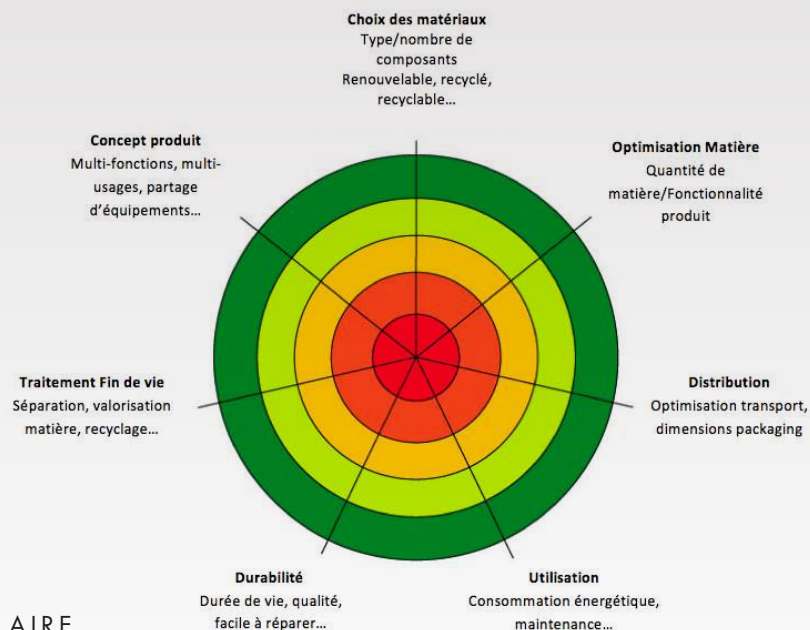 Choix des matériaux
Type/nombre de
composants
Renouvelable, recyclé,
recyclable…
Concept produit
Multi-fonctions, multi-
usages, partage
d'équipements…
Optimisation Matière
Quantité de
matière/Fonctionnalité
produit
Traitement Fin de vie
Séparation, valorisation
matière, recyclage…
Distribution
Optimisation transport,
dimensions packaging
Durabilité
Durée de vie, qualité,
facile à réparer…
Utilisation
Consommation énergétique,
maintenance…
AIRE